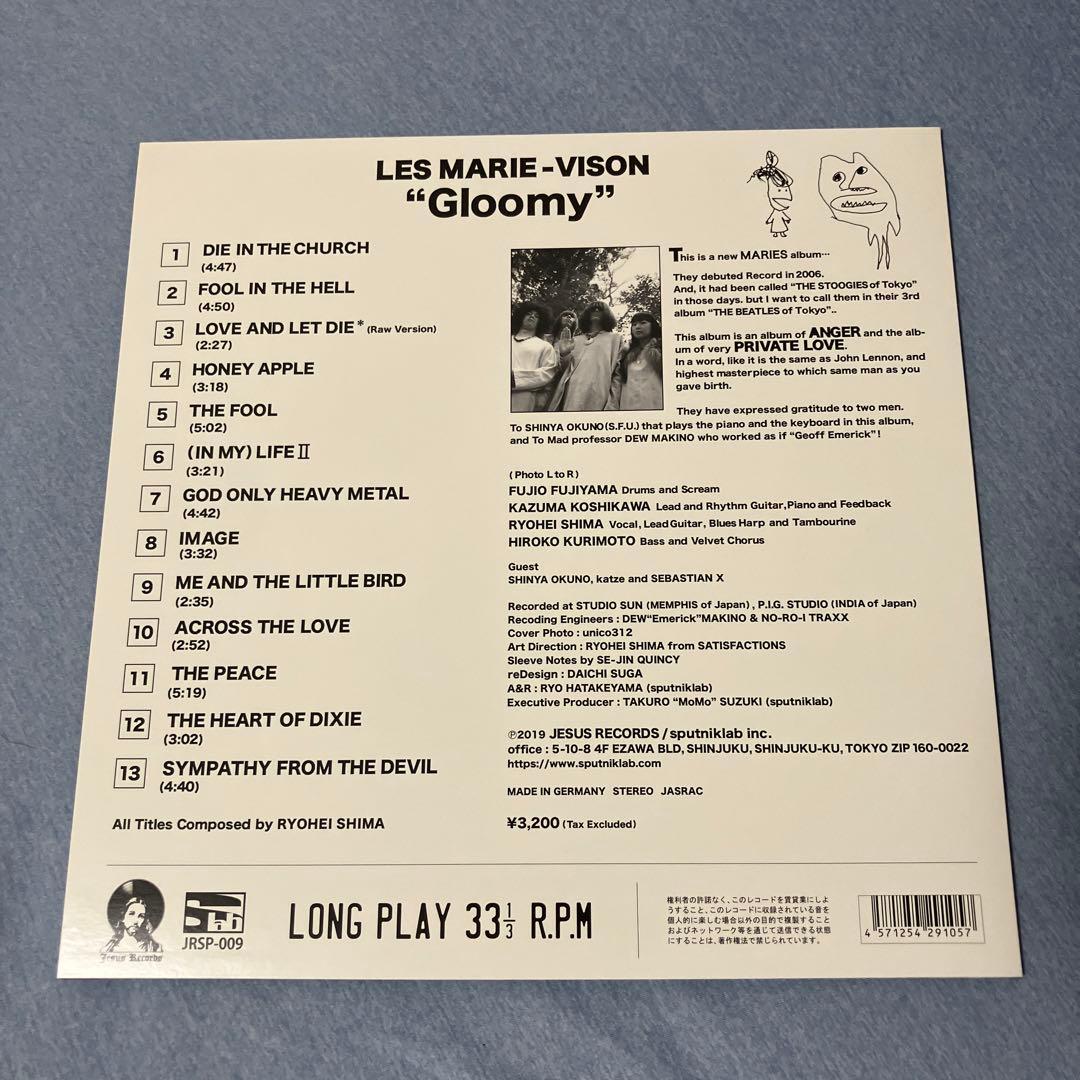 LES MARIE-VISON
“Gloomy”
1 DIE IN THE CHURCH
(4:47)
2 FOOL IN THE HELL
(4:50)
3 LOVE AND LET DIE* (Raw Version)
(2:27)
4 HONEY APPLE
(3:18)
5 THE FOOL
(5:02)
6 (IN MY) LIFE Ⅱ
(3:21)
7 GOD ONLY HEAVY METAL
(4:42)
8 IMAGE
(3:32)
9 ME AND THE LITTLE BIRD
(2:35)
10 ACROSS THE LOVE
(2:52)
11 THE PEACE
(5:19)
12 THE HEART OF DIXIE
(3:02)
13 SYMPATHY FROM THE DEVIL
(4:40)
All Titles Composed by RYOHEI SHIMA
This is a new MARIES album…
They debuted Record in 2006.
And, it had been called “THE STOOGIES of Tokyo”
in those days. but I want to call them in their 3rd
album “THE BEATLES of Tokyo”..
This album is an album of ANGER and the alb-
um of very PRIVATE LOVE.
In a word, like it is the same as John Lennon, and
highest masterpiece to which same man as you
gave birth.
They have expressed gratitude to two men.
To SHINYA OKUNO(S.F.U.) that plays the piano and the keyboard in this album,
and To Mad professor DEW MAKINO who worked as if “Geoff Emerick”!
(Photo L to R)
FUJIO FUJIYAMA Drums and Scream
KAZUMA KOSHIKAWA Lead and Rhythm Guitar,Piano and Feedback
RYOHEI SHIMA Vocal, Lead Guitar, Blues Harp and Tambourine
HIROKO KURIMOTO Bass and Velvet Chorus
Guest
SHINYA OKUNO, katze and SEBASTIAN X
Recorded at STUDIO SUN (MEMPHIS of Japan), P.I.G. STUDIO (INDIA of Japan)
Recoding Engineers : DEW“Emerick”MAKINO & NO-RO-I TRAXX
Cover Photo : unico312
Art Direction : RYOHEI SHIMA from SATISFACTIONS
Sleeve Notes by SE-JIN QUINCY
reDesign : DAICHI SUGA
A&R : RYO HATAKEYAMA (sputniklab)
Executive Producer : TAKURO “MoMo” SUZUKI (sputniklab)
℗2019 JESUS RECORDS / sputniklab inc.
office : 5-10-8 4F EZAWA BLD, SHINJUKU, SHINJUKU-KU, TOKYO ZIP 160-0022
https://www.sputniklab.com
MADE IN GERMANY STEREO JASRAC
¥3,200 (Tax Excluded)
Jesus Records
Slab
JRSP-009
LONG PLAY 33⅓ R.P.M
権利者の許諾なく、このレコードを賃貸業にしよ
うすること、このレコードに収録されている音を
個人的に楽しむ場合以外の目的で複製すること
およびネットワーク等を通じて送信できる状態
にすることは、著作権法で禁じられています。
4 571254 291057